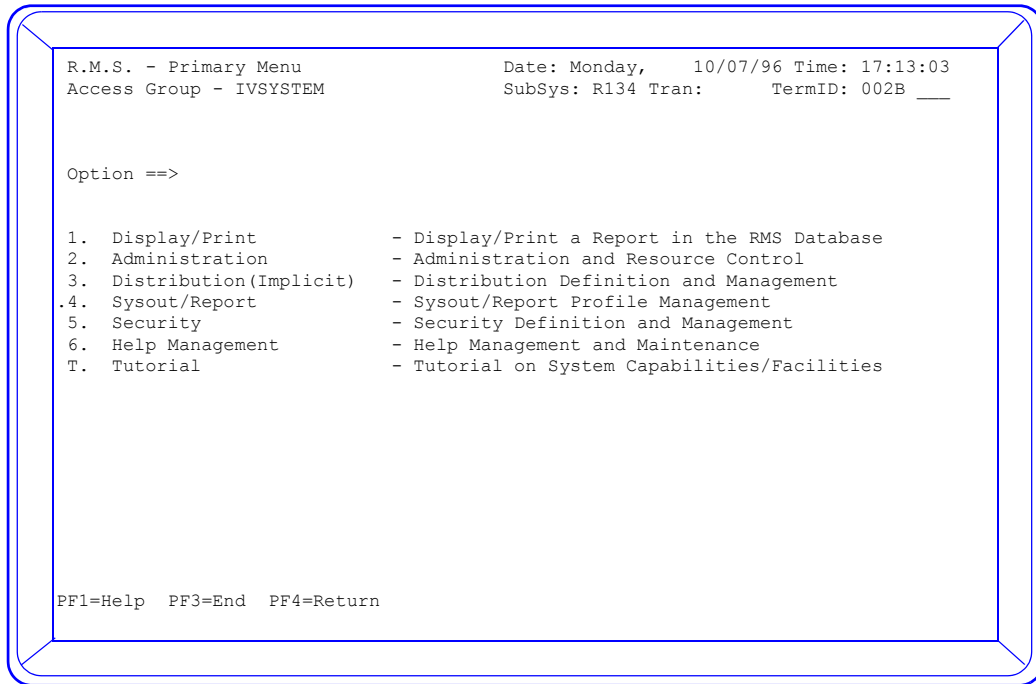 R.M.S. - Primary Menu Date: Monday, 10/07/96 Time: 17:13:03
Access Group - IVSYSTEM SubSys: R134 Tran: TermID: 002B ___
Option ==>
1. Display/Print - Display/Print a Report in the RMS Database
2. Administration - Administration and Resource Control
3. Distribution(Implicit) - Distribution Definition and Management
.4. Sysout/Report - Sysout/Report Profile Management
5. Security - Security Definition and Management
6. Help Management - Help Management and Maintenance
T. Tutorial - Tutorial on System Capabilities/Facilities
PF1=Help PF3=End PF4=Return